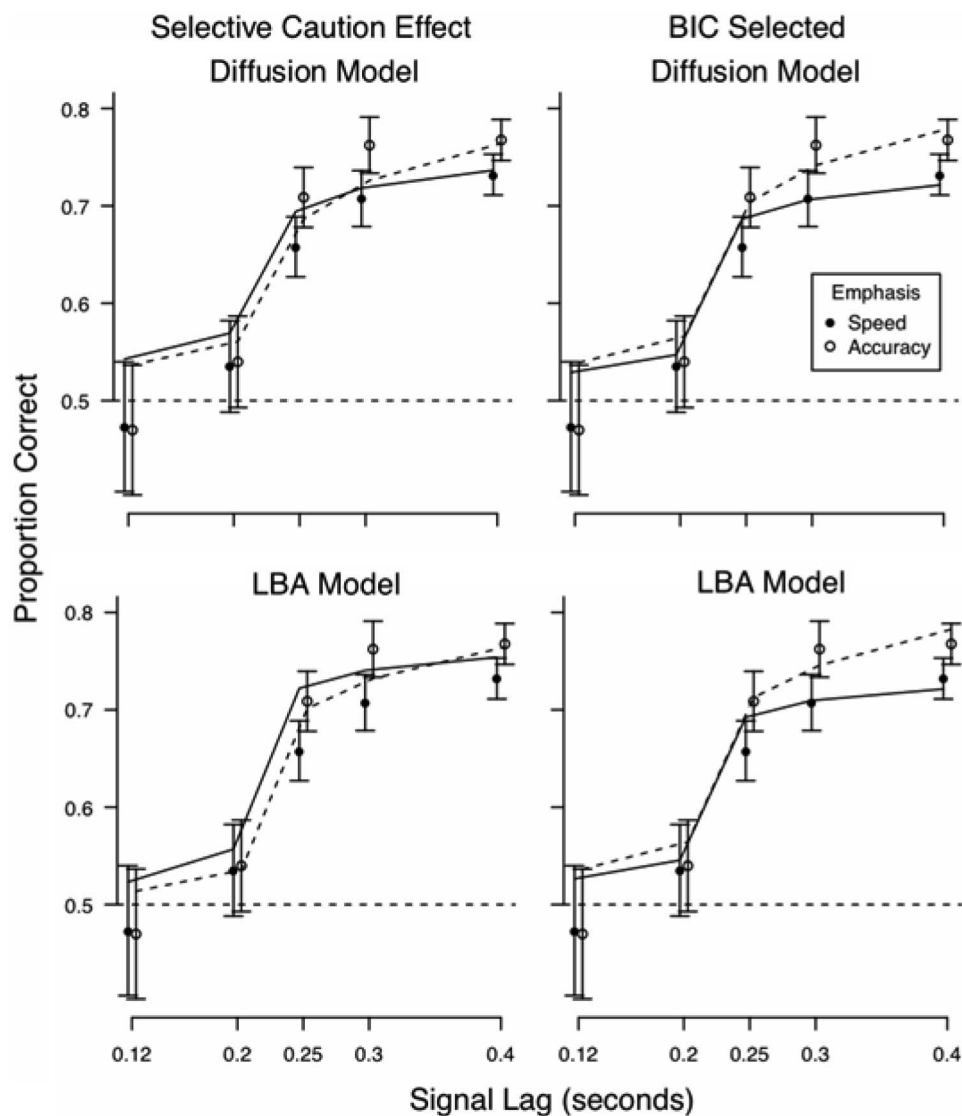 Selective Caution Effect
Diffusion Model
BIC Selected
Diffusion Model
0.8
0.7
0.6
0.5
Emphasis
Speed
Accuracy
Proportion Correct
LBA Model
LBA Model
0.8
0.7
0.6
0.5
0.12
0.2
0.25
0.3
0.4
0.12
0.2
0.25
0.3
0.4
Signal Lag (seconds)